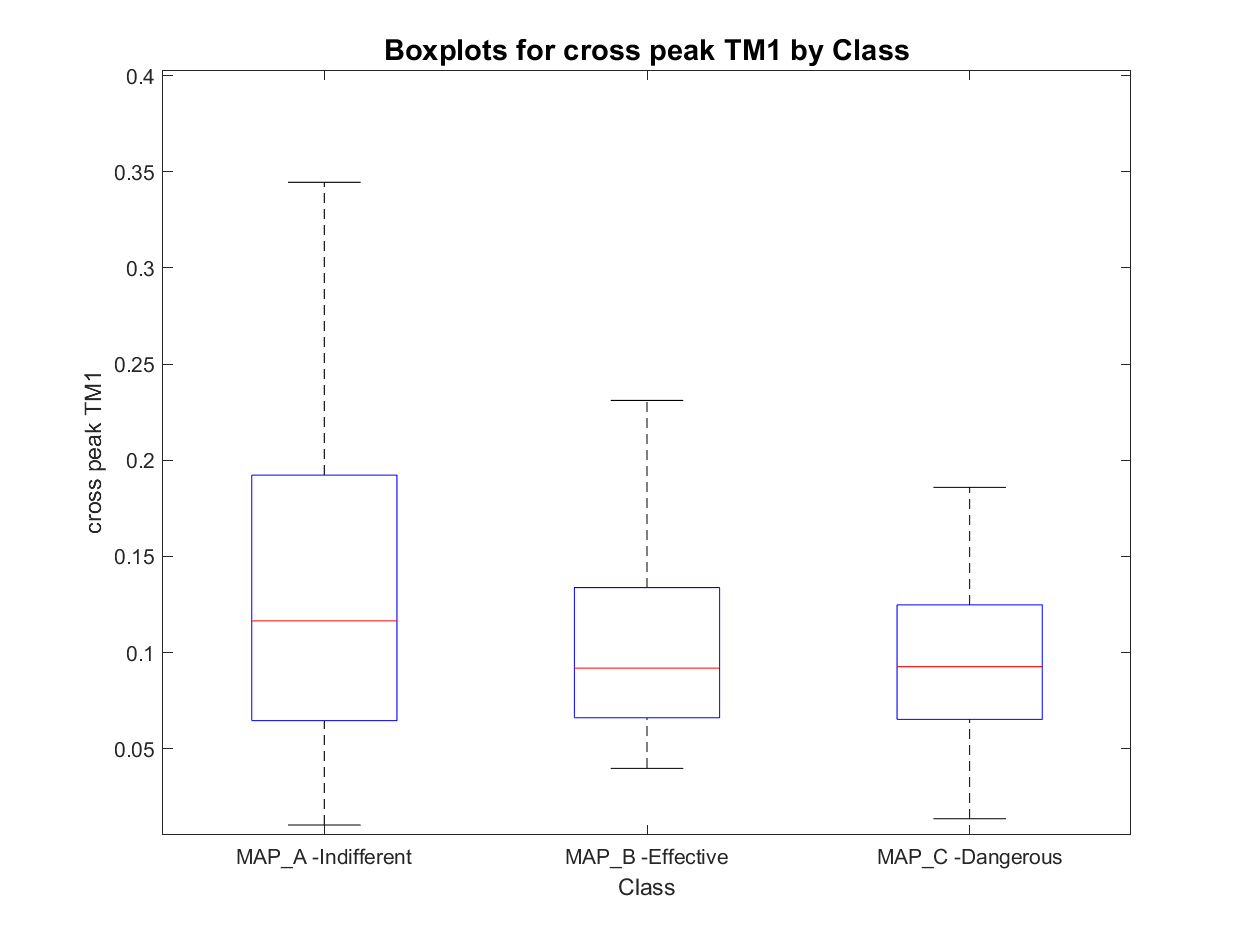 Boxplots for cross peak TM1 by Class
0.4
0.35
0.3
0.25
0.2
0.15
0.1
0.05
cross peak TM1
MAP_A -Indifferent
MAP_B -Effective
MAP_C -Dangerous
Class